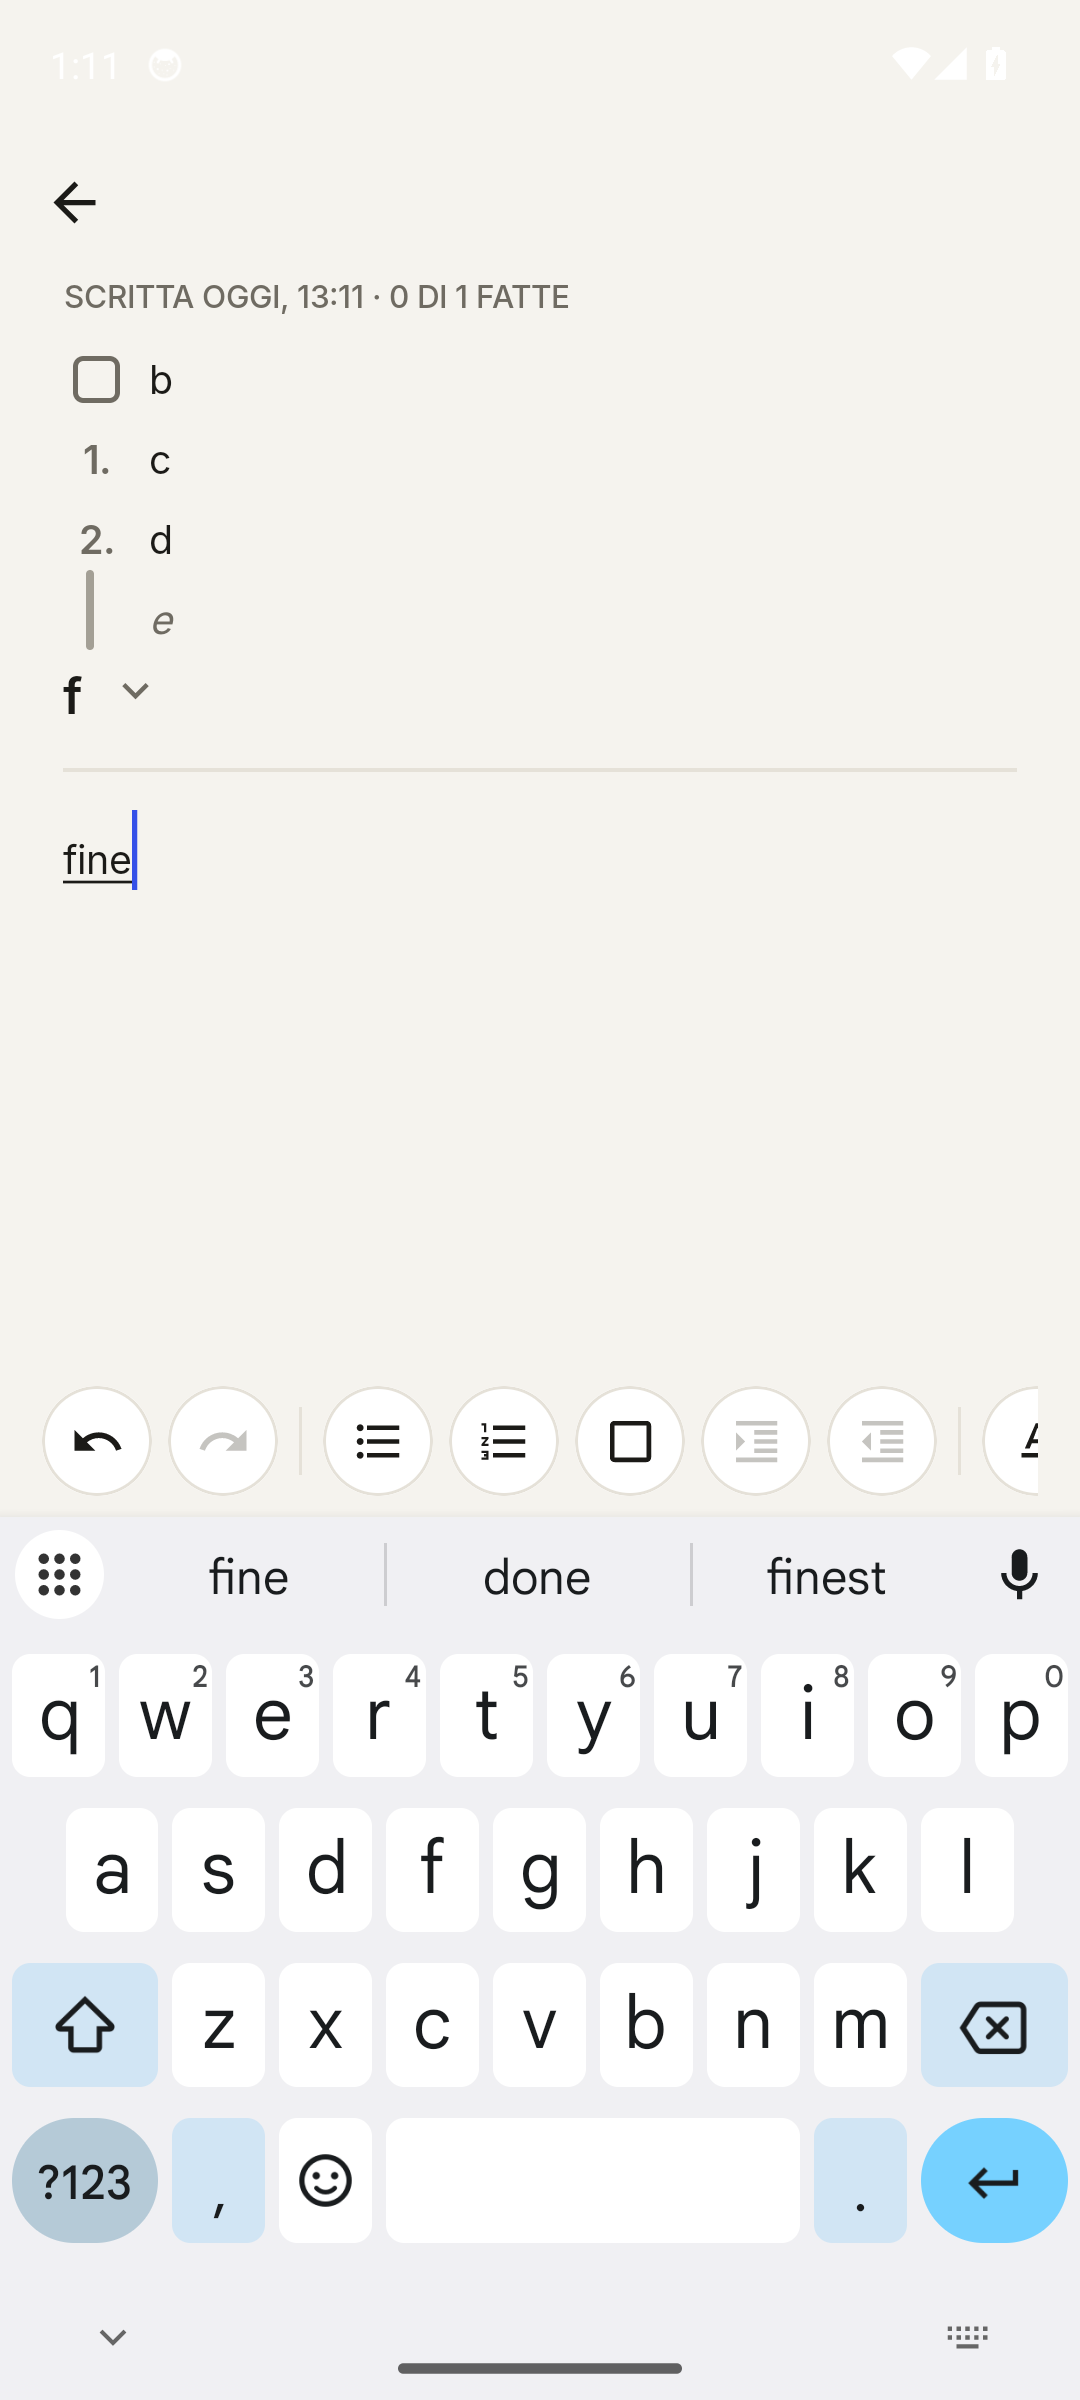 1:11
SCRITTA OGGI, 13:11 · 0 DI 1 FATTE
b
1. c
2. d
e
f
fine
fine done finest
q 1 w 2 e 3 r 4 t 5 y 6 u 7 i 8 o 9 p 0
a s d f g h j k l
z x c v b n m
?123 , .